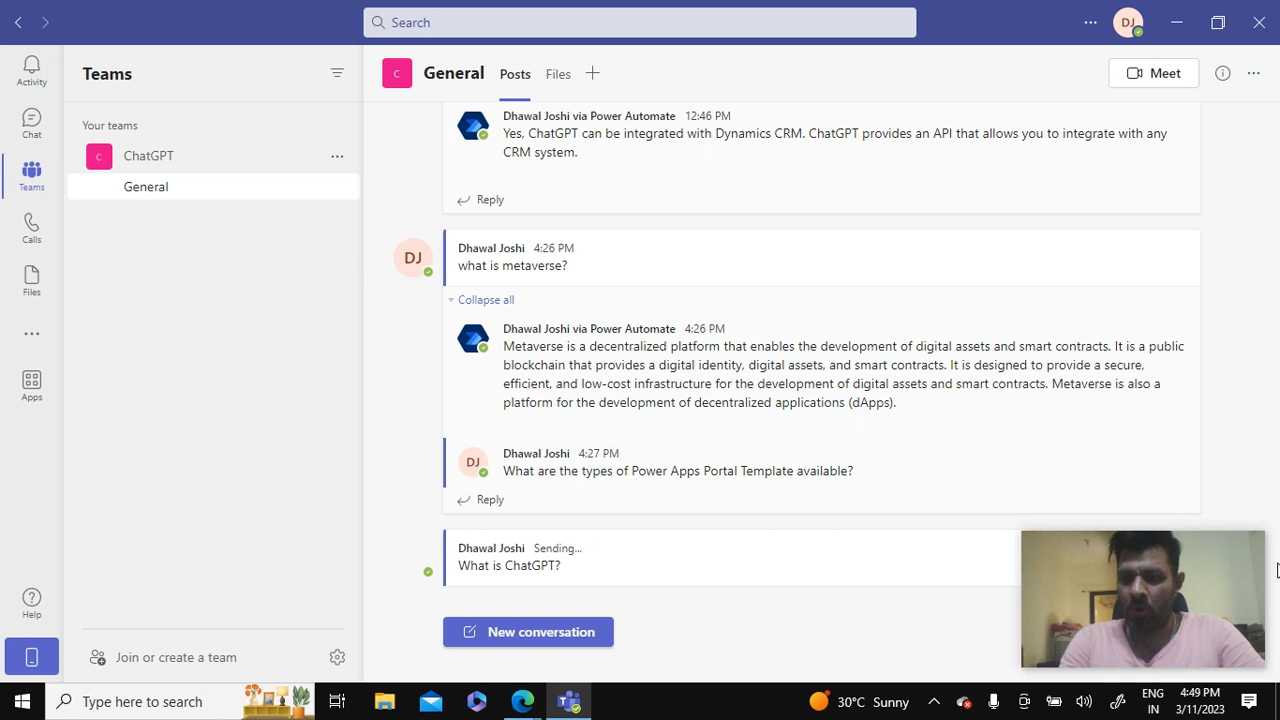 Search
DJ
Activity
Chat
Teams
Calls
Files
Apps
Help
Teams
Your teams
C
ChatGPT
General
Join or create a team
C
General
Posts
Files
Meet
Dhawal Joshi via Power Automate 12:46 PM
Yes, ChatGPT can be integrated with Dynamics CRM. ChatGPT provides an API that allows you to integrate with any
CRM system.
Reply
DJ
Dhawal Joshi 4:26 PM
what is metaverse?
Collapse all
Dhawal Joshi via Power Automate 4:26 PM
Metaverse is a decentralized platform that enables the development of digital assets and smart contracts. It is a public
blockchain that provides a digital identity, digital assets, and smart contracts. It is designed to provide a secure,
efficient, and low-cost infrastructure for the development of digital assets and smart contracts. Metaverse is also a
platform for the development of decentralized applications (dApps).
DJ
Dhawal Joshi 4:27 PM
What are the types of Power Apps Portal Template available?
Reply
Dhawal Joshi Sending...
What is ChatGPT?
New conversation
Type here to search
30°C Sunny
ENG
IN
4:49 PM
3/11/2023